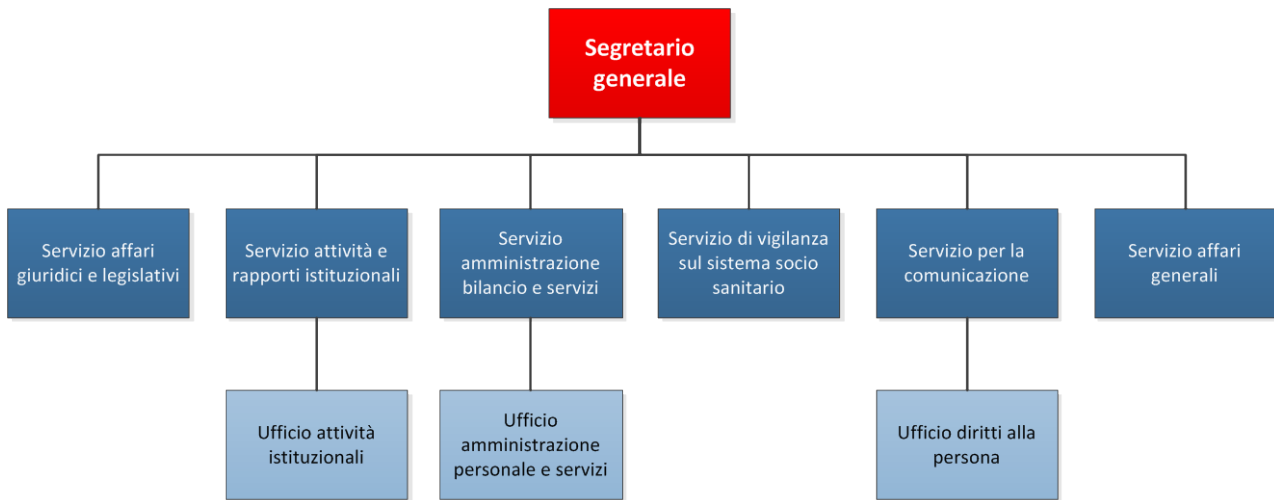 Segretario
generale
Servizio affari
giuridici e legislativi
Servizio attività e
rapporti istituzionali
Servizio
amministrazione
bilancio e servizi
Servizio di vigilanza
sul sistema socio
sanitario
Servizio per la
comunicazione
Servizio affari
generali
Ufficio attività
istituzionali
Ufficio
amministrazione
personale e servizi
Ufficio diritti alla
persona